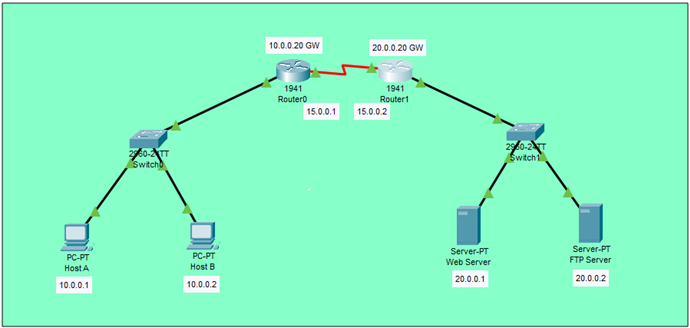 10.0.0.20 GW
20.0.0.20 GW
1941
Router0
1941
Router1
15.0.0.1
15.0.0.2
2960-24TT
Switch0
2960-24TT
Switch1
PC-PT
Host A
PC-PT
Host B
Server-PT
Web Server
Server-PT
FTP Server
10.0.0.1
10.0.0.2
20.0.0.1
20.0.0.2